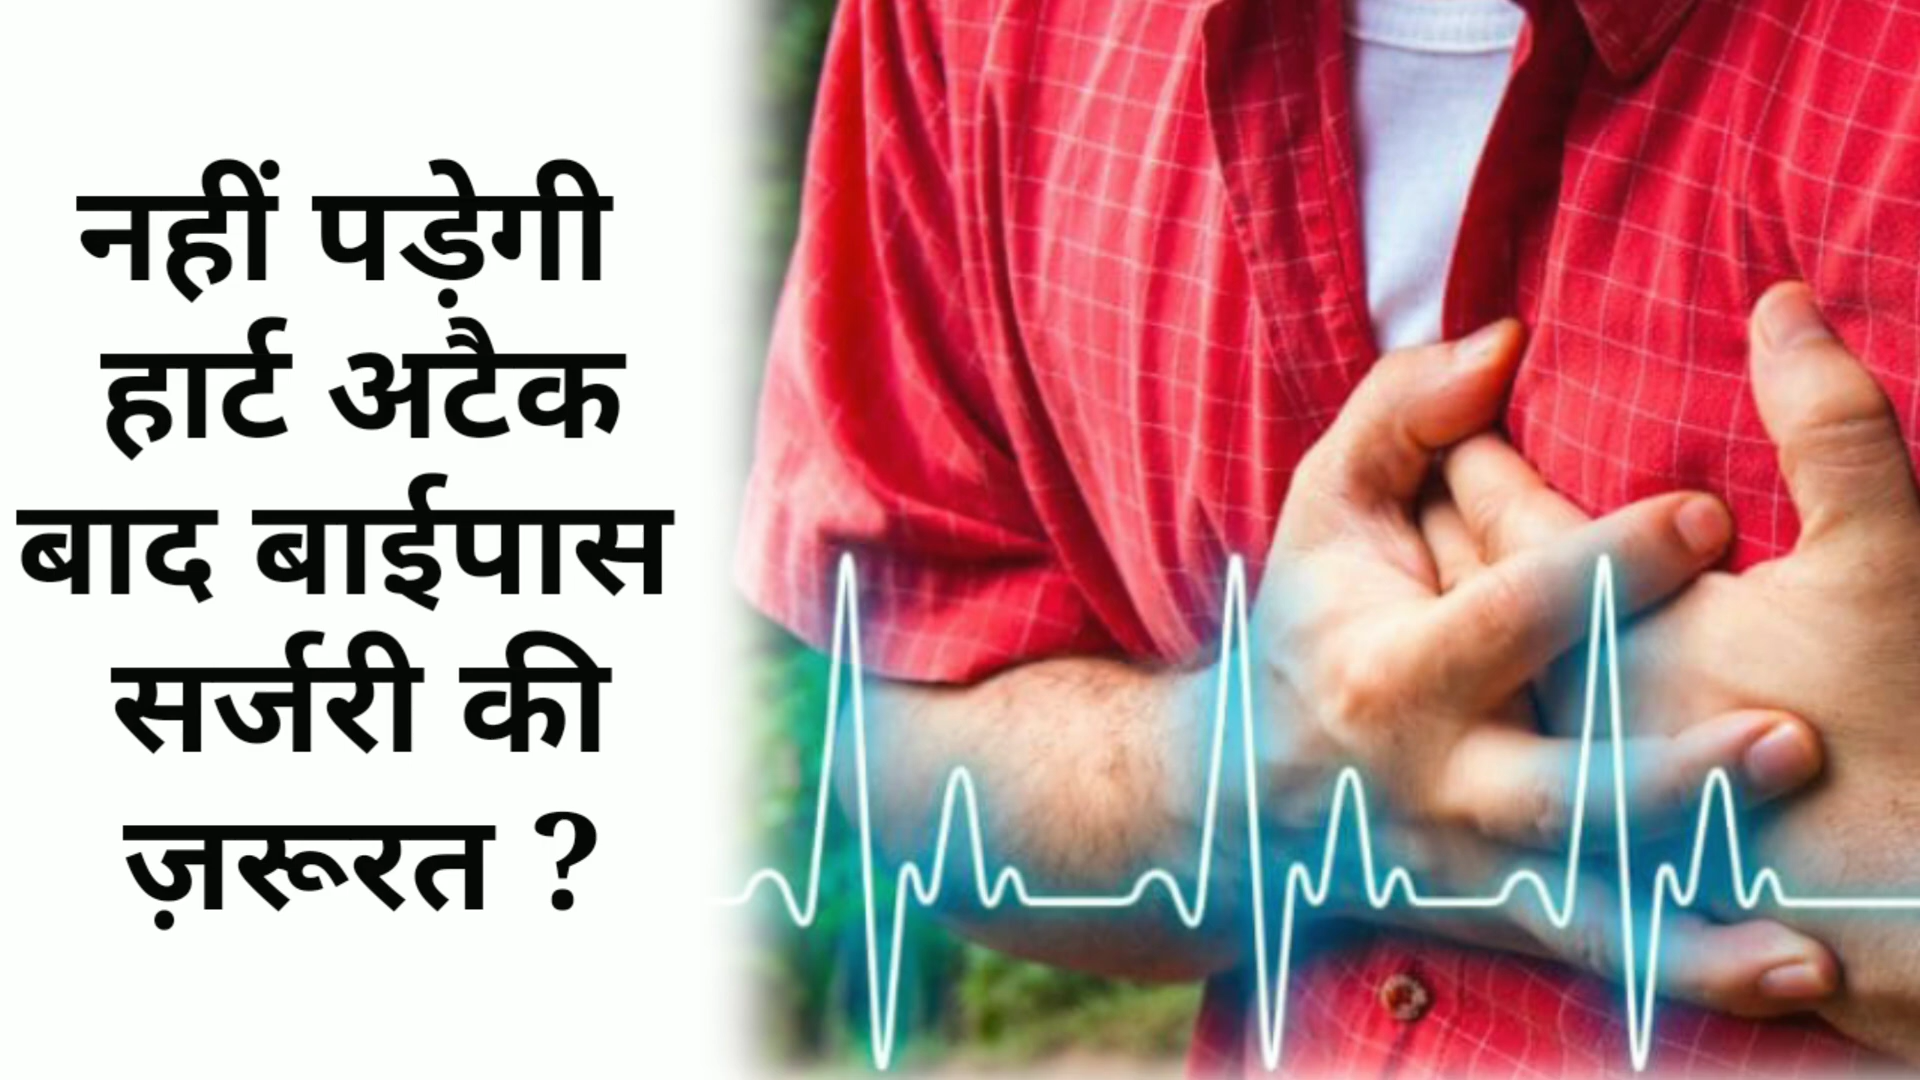 नहीं पड़ेगी
हार्ट अटैक
बाद बाईपास
सर्जरी की
ज़रूरत ?